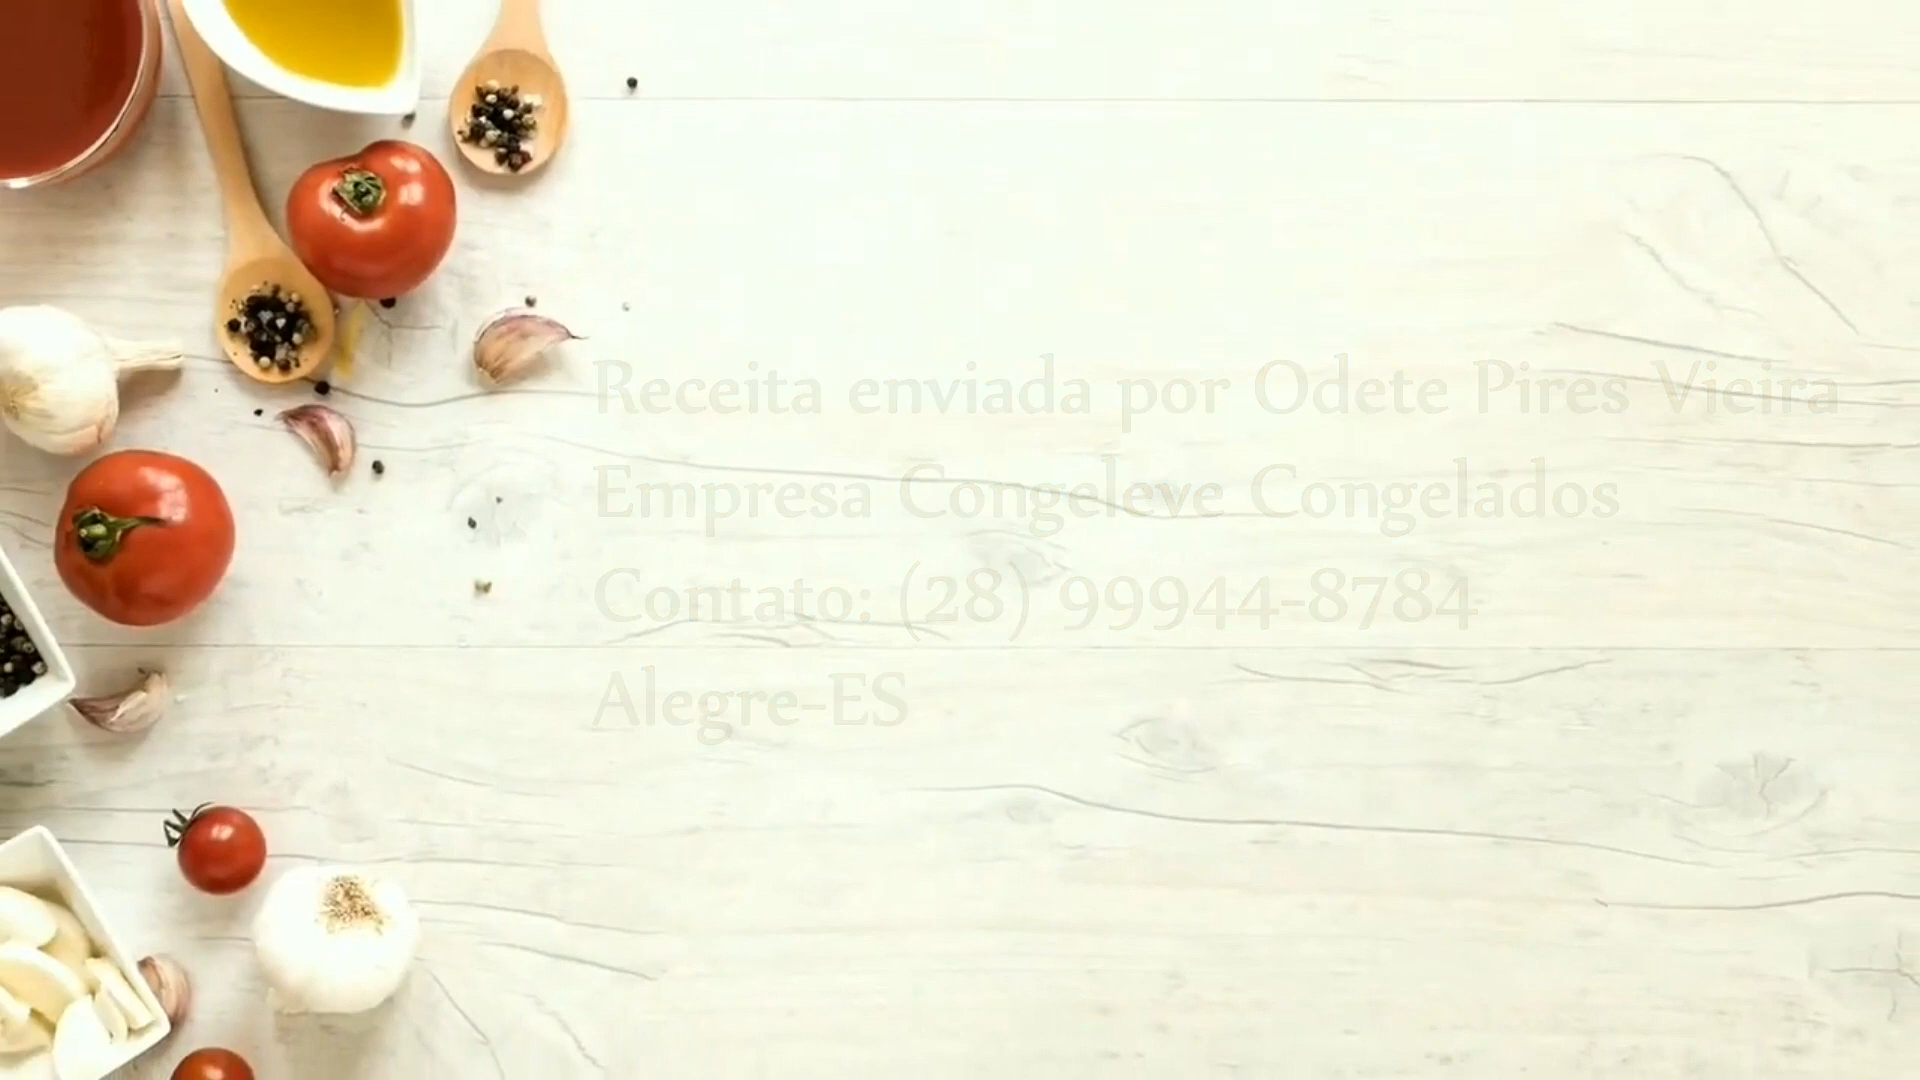 Receita enviada por Odete Pires Vieira
Empresa Congeleve Congelados
Contato: (28) 99944-8784
Alegre-ES